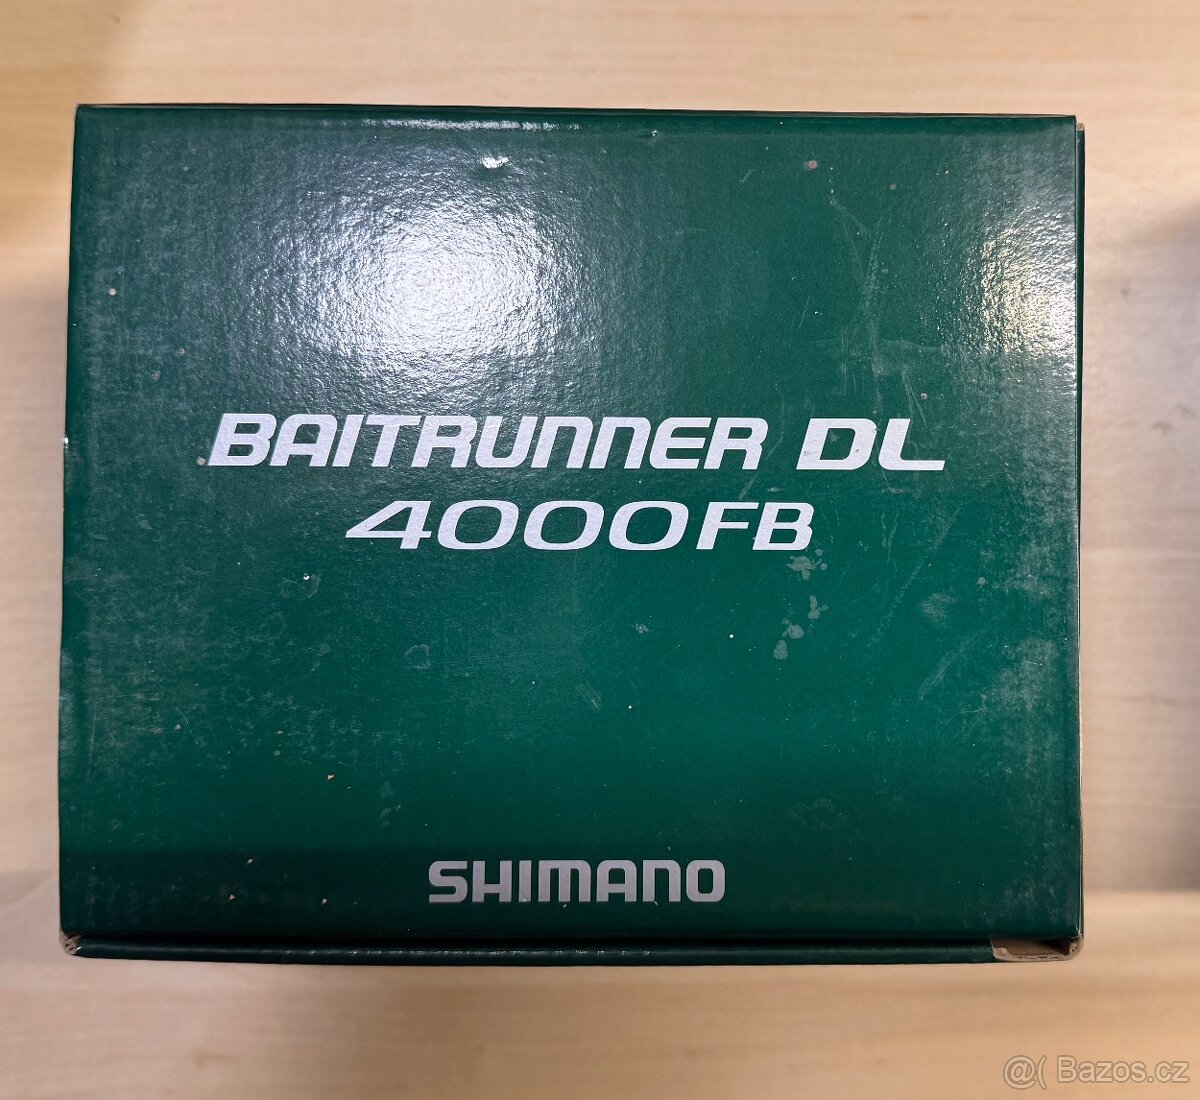 BAITRUNNER DL
4000FB
SHIMANO
@( Bazos.cz